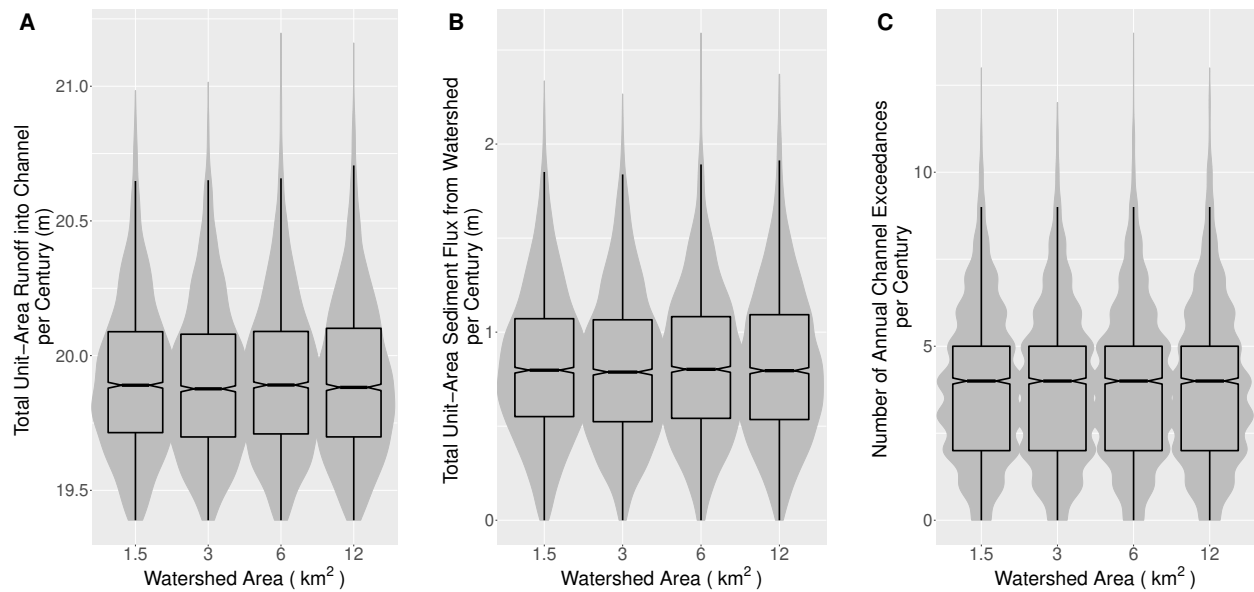 A
Total Unit−Area Runoff into Channel
per Century (m)
21.0
20.5
20.0
19.5
1.5 3 6 12
Watershed Area ( km² )
B
Total Unit−Area Sediment Flux from Watershed
per Century (m)
2
1
0
1.5 3 6 12
Watershed Area ( km² )
C
Number of Annual Channel Exceedances
per Century
10
5
0
1.5 3 6 12
Watershed Area ( km² )